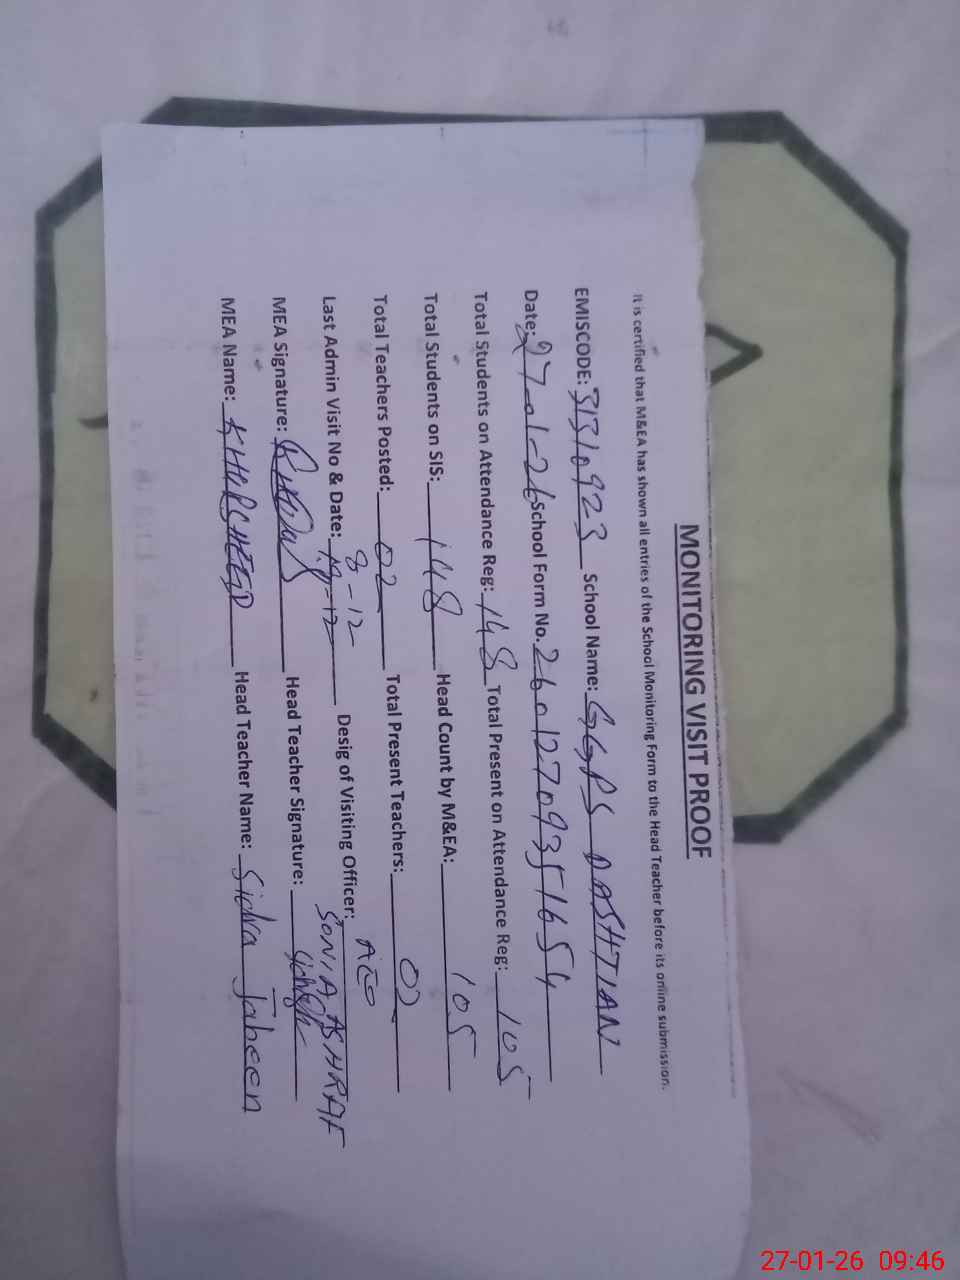 MONITORING VISIT PROOF
It is certified that M&EA has shown all entries of the School Monitoring Form to the Head Teacher before its online submission.
EMISCODE: 31310923 School Name: GGPS DASHTIAN
Date: 27-01-26 School Form No. 26012709351654
Total Students on Attendance Reg: 148 Total Present on Attendance Reg: 105
Total Students on SIS: 148 Head Count by M&EA: 105
Total Teachers Posted: 02 Total Present Teachers: 02
8-12 AEO
Last Admin Visit No & Date: Desig of Visiting Officer: SONIA ASHRAF
MEA Signature: Head Teacher Signature:
MEA Name: KHURSHEED Head Teacher Name: Sidra Jabeen
27-01-26 09:46